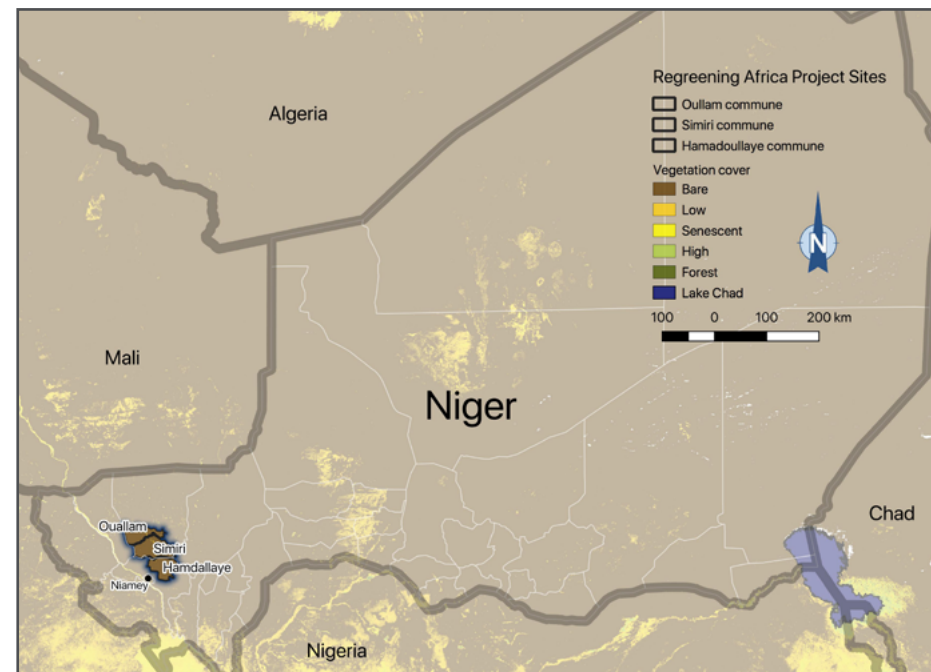 Algeria
Regreening Africa Project Sites
Oullam commune
Simiri commune
Hamadoullaye commune
Vegetation cover
Bare
Low
Senescent
High
Forest
Lake Chad
N
100 0 100 200 km
Mali
Niger
Chad
Ouallam
Simiri
Hamdallaye
Niamey
Nigeria